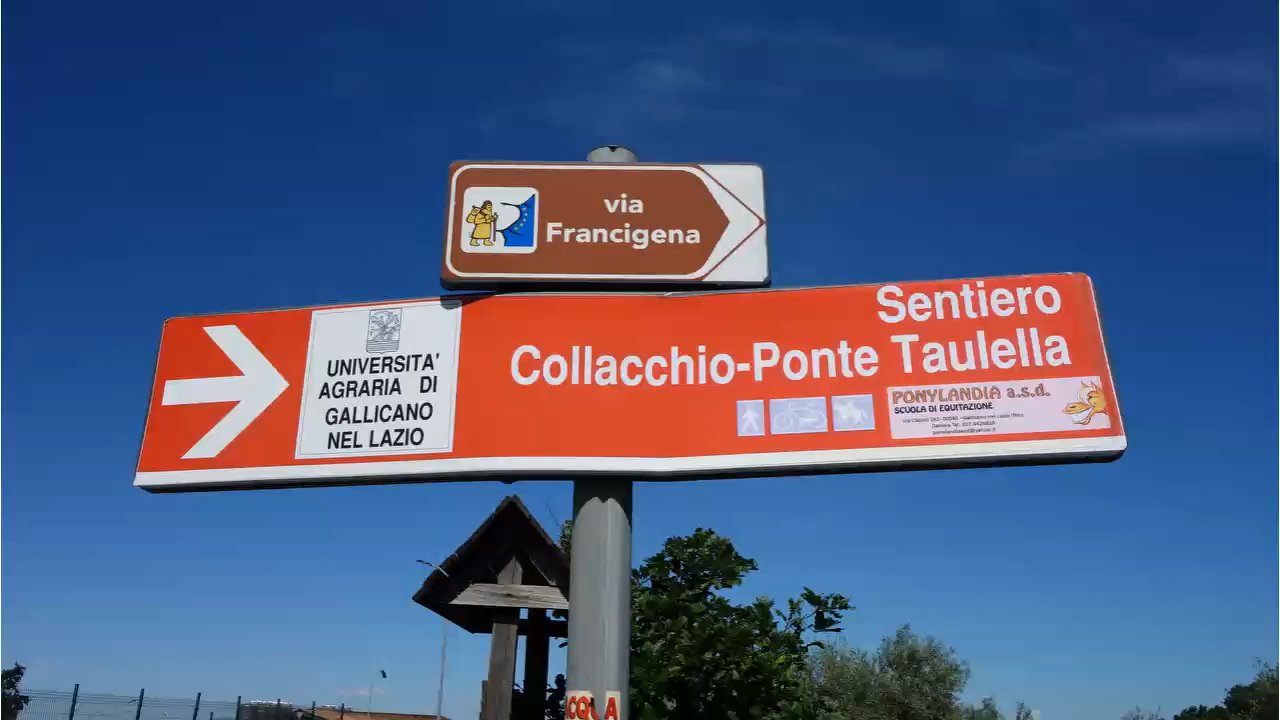 via
Francigena
Sentiero
Collacchio-Ponte Taulella
UNIVERSITA'
AGRARIA DI
GALLICANO
NEL LAZIO
PONYLANDIA a.s.d.
SCUOLA DI EQUITAZIONE